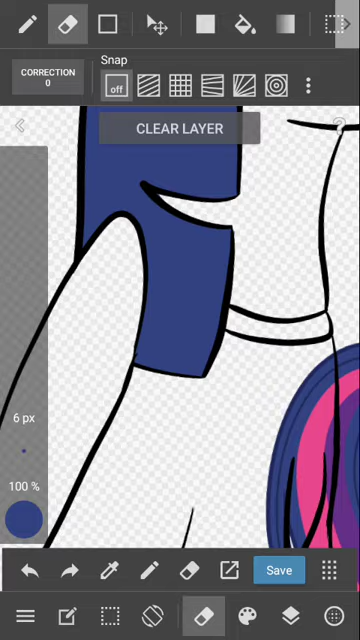 Snap
CORRECTION
0
off
CLEAR LAYER
?
6 px
100 %
Save